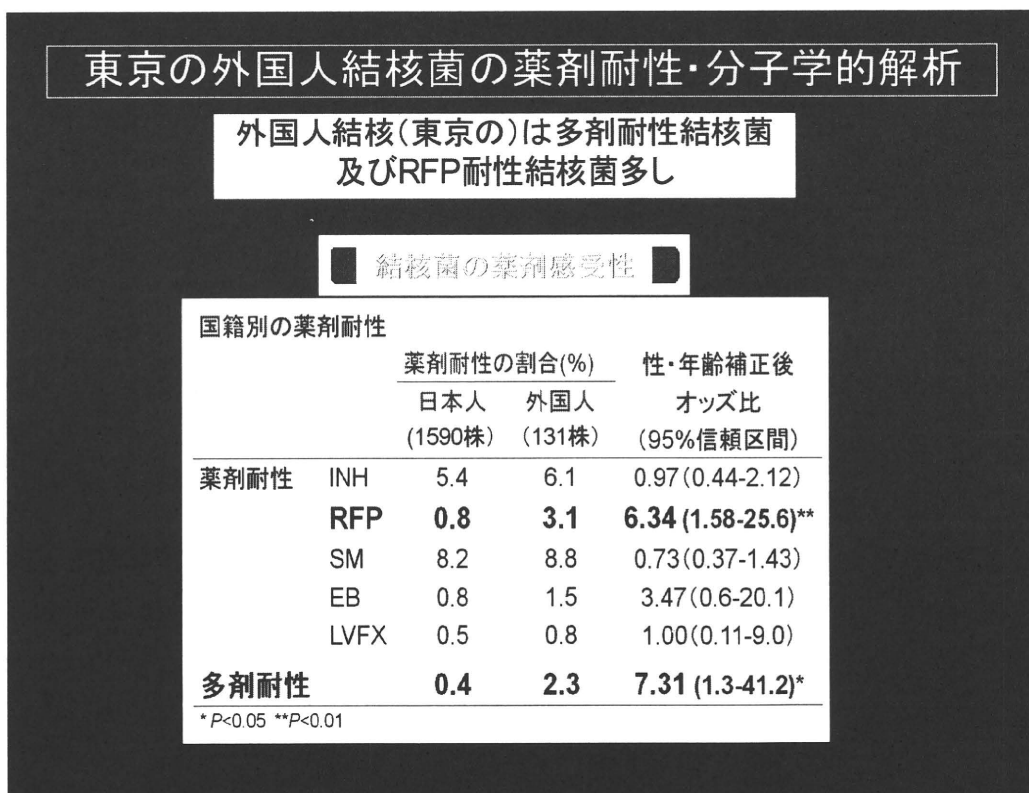 東京の外国人結核菌の薬剤耐性・分子学的解析
外国人結核(東京の)は多剤耐性結核菌
及びRFP耐性結核菌多し
結核菌の薬剤感受性
国籍別の薬剤耐性
薬剤耐性の割合(%) 性・年齢補正後
日本人 外国人 オッズ比
(1590株) (131株) (95%信頼区間)
薬剤耐性 INH 5.4 6.1 0.97(0.44-2.12)
RFP 0.8 3.1 6.34 (1.58-25.6)**
SM 8.2 8.8 0.73(0.37-1.43)
EB 0.8 1.5 3.47(0.6-20.1)
LVFX 0.5 0.8 1.00(0.11-9.0)
多剤耐性 0.4 2.3 7.31 (1.3-41.2)*
* P<0.05 **P<0.01